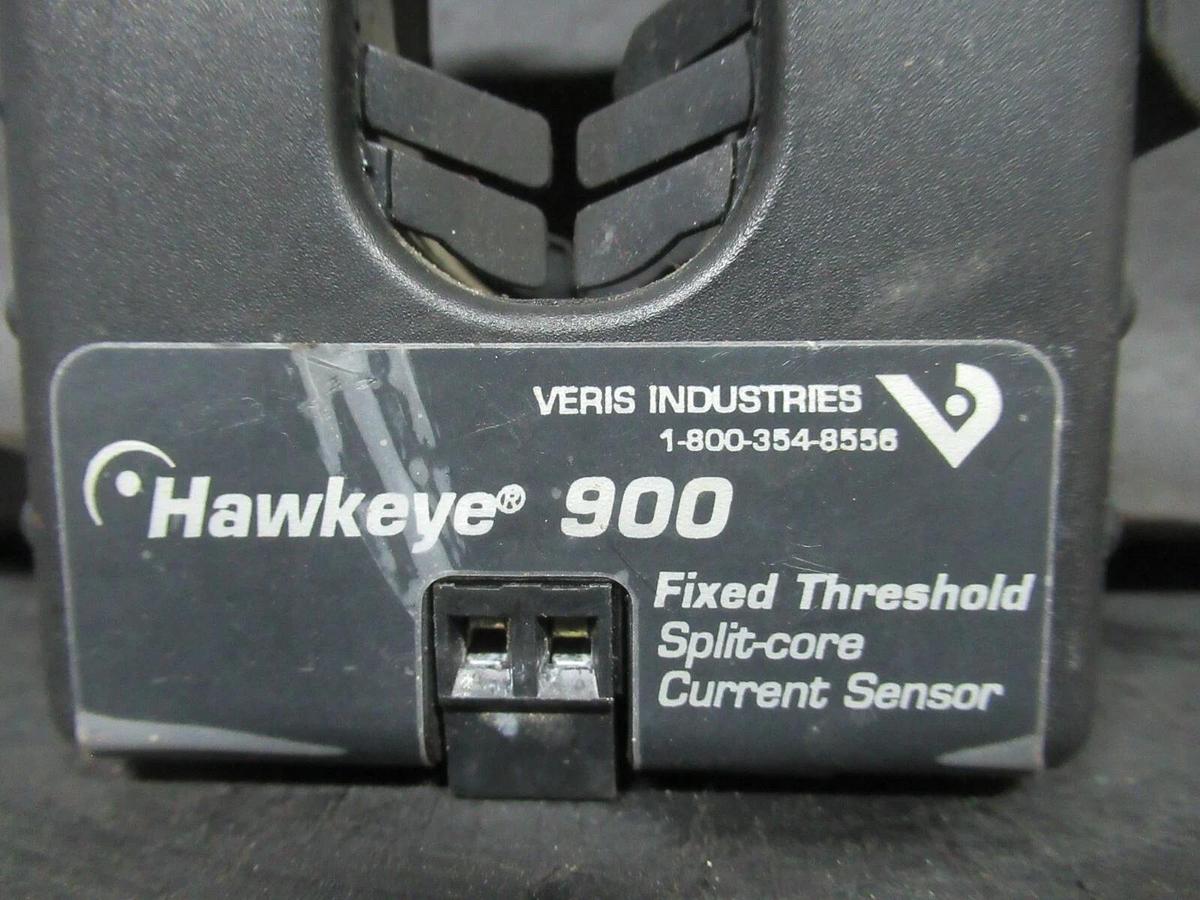 VERIS INDUSTRIES
1-800-354-8556
Hawkeye® 900
Fixed Threshold
Split-core
Current Sensor